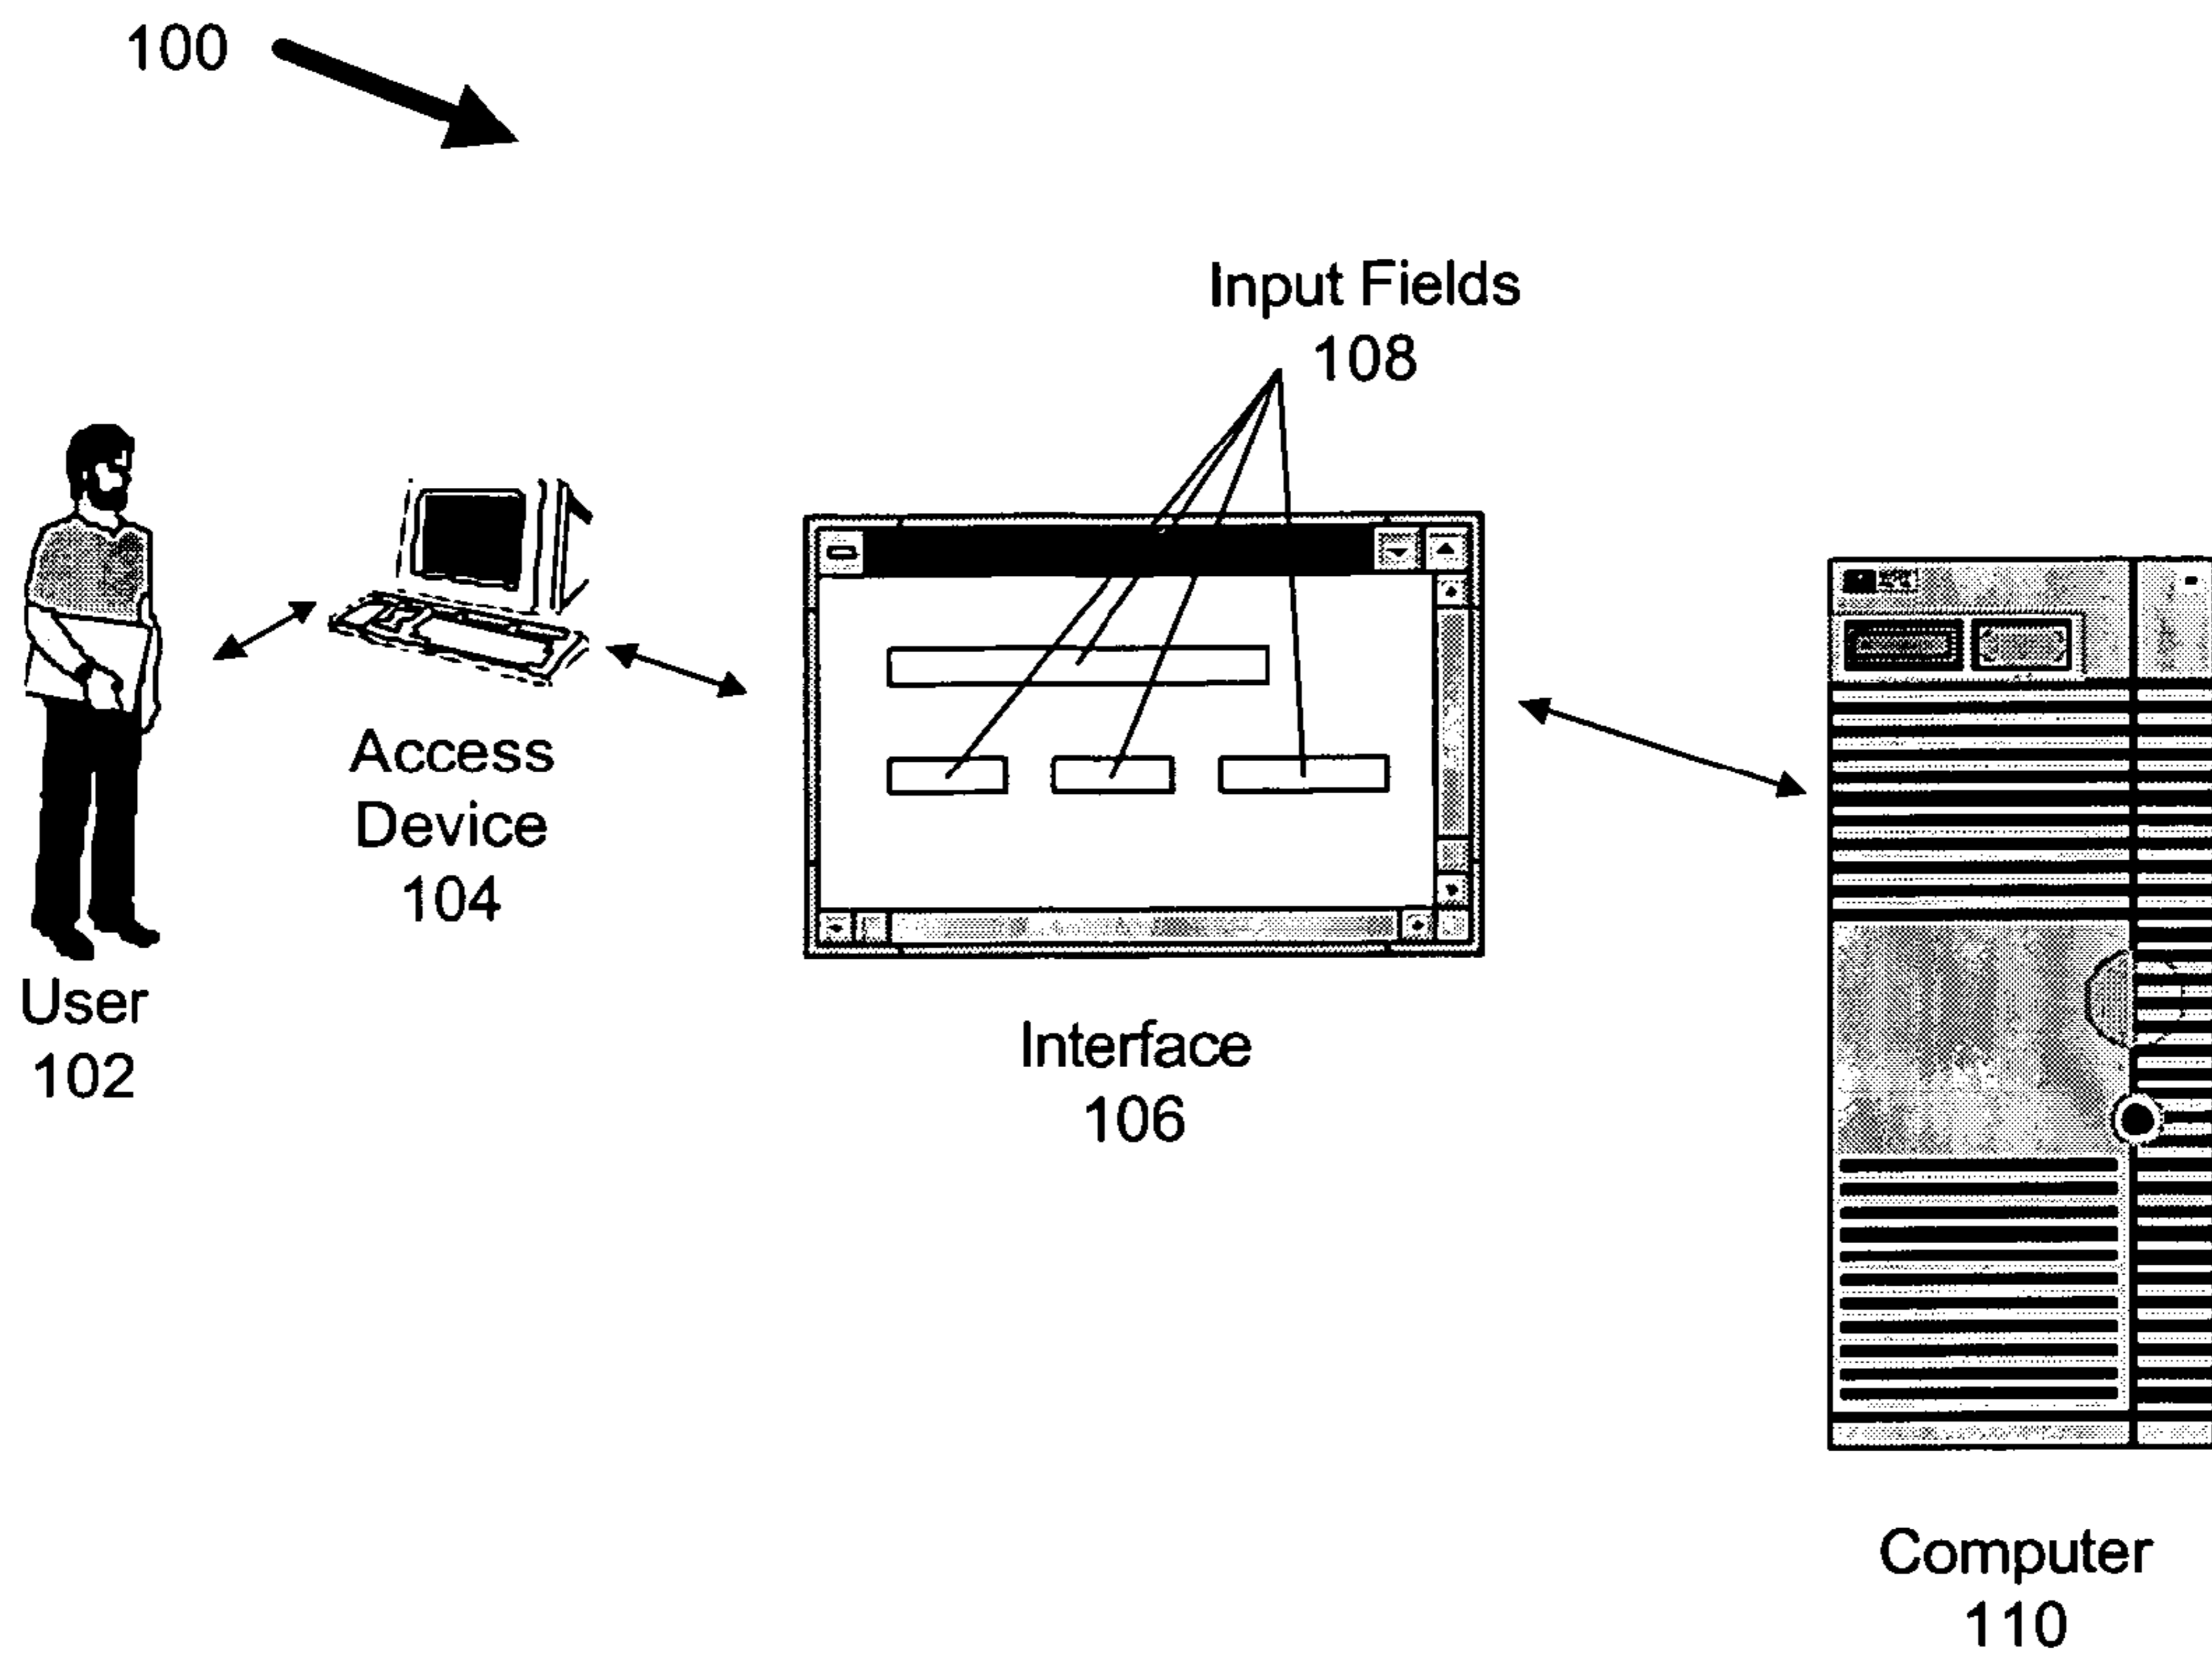 100
Input Fields
108
Access
Device
104
User
102
Interface
106
Computer
110